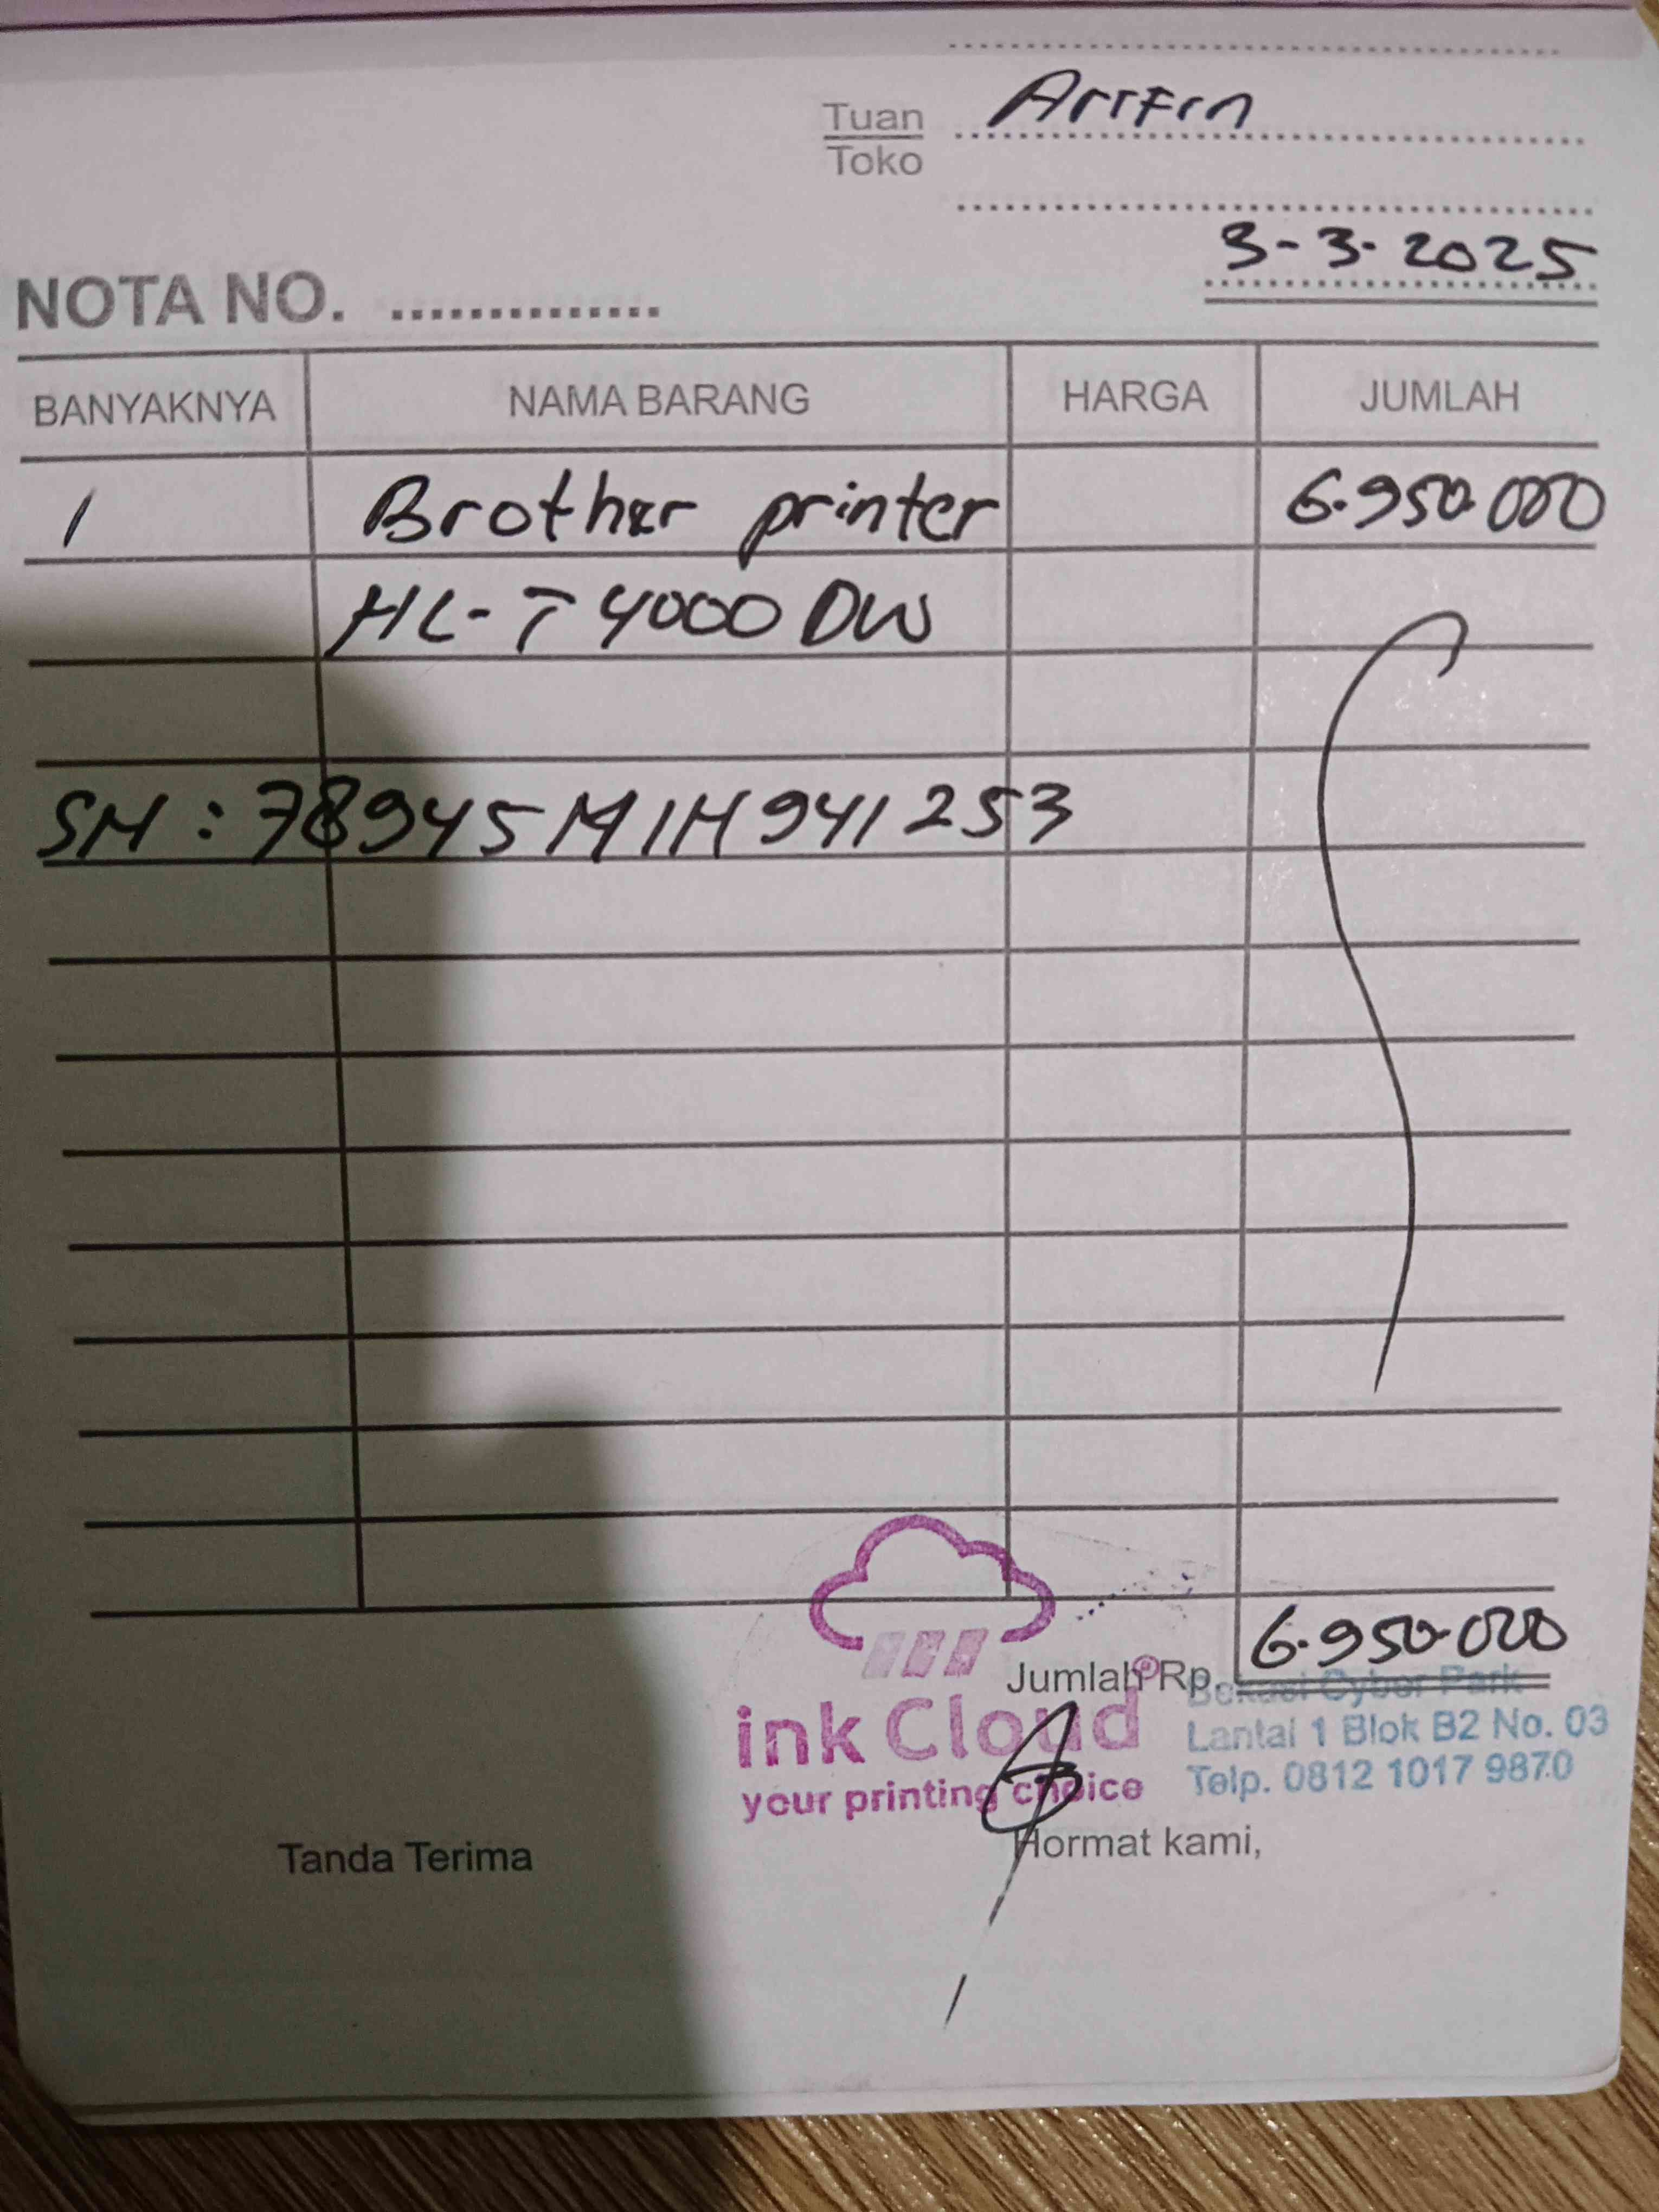 Tuan
Toko
Arifin
3-3-2025
NOTA NO. ..............
BANYAKNYA NAMA BARANG HARGA JUMLAH
1 Brother printer 6.950.000
HL-T4000DW
SN : 78945M1H941253
Jumlah Rp. 6.950.000
ink Cloud
your printing choice
Bekasi Cyber Park
Lantai 1 Blok B2 No. 03
Telp. 0812 1017 9870
Tanda Terima Hormat kami,